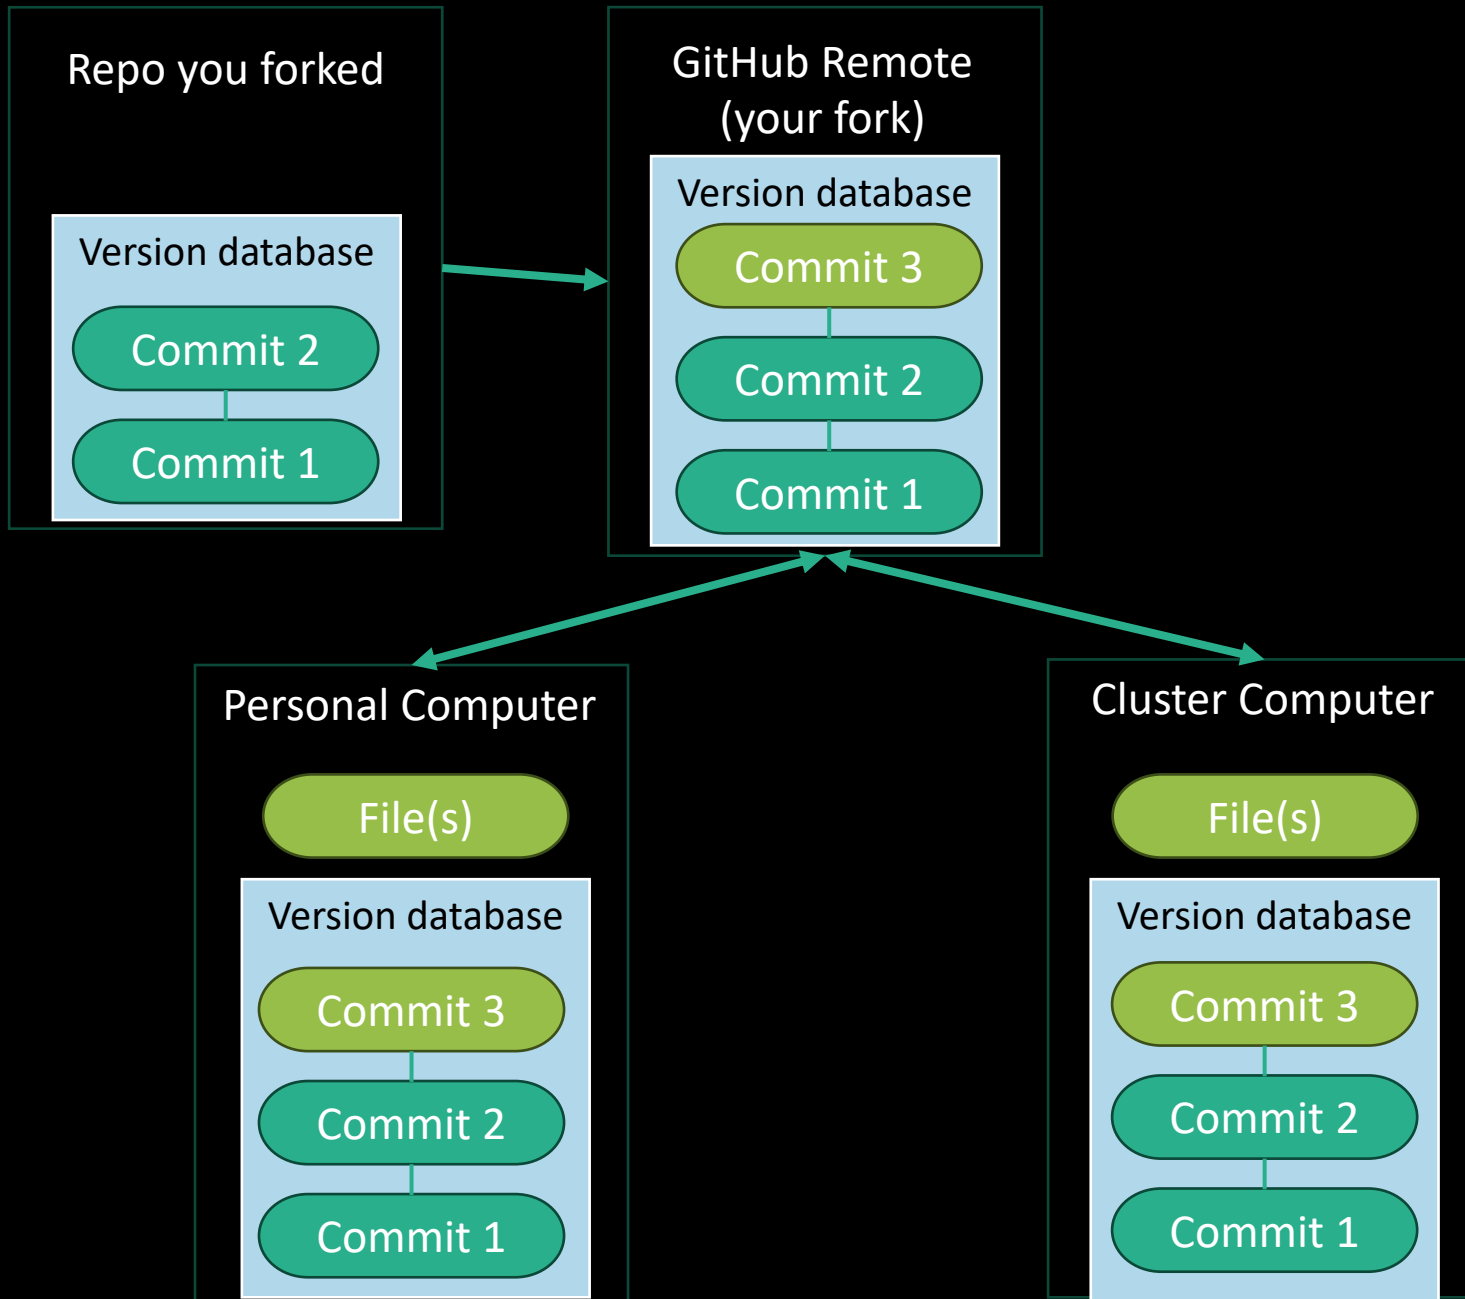 Repo you forked
Version database
Commit 2
Commit 1
GitHub Remote
(your fork)
Version database
Commit 3
Commit 2
Commit 1
Personal Computer
File(s)
Version database
Commit 3
Commit 2
Commit 1
Cluster Computer
File(s)
Version database
Commit 3
Commit 2
Commit 1